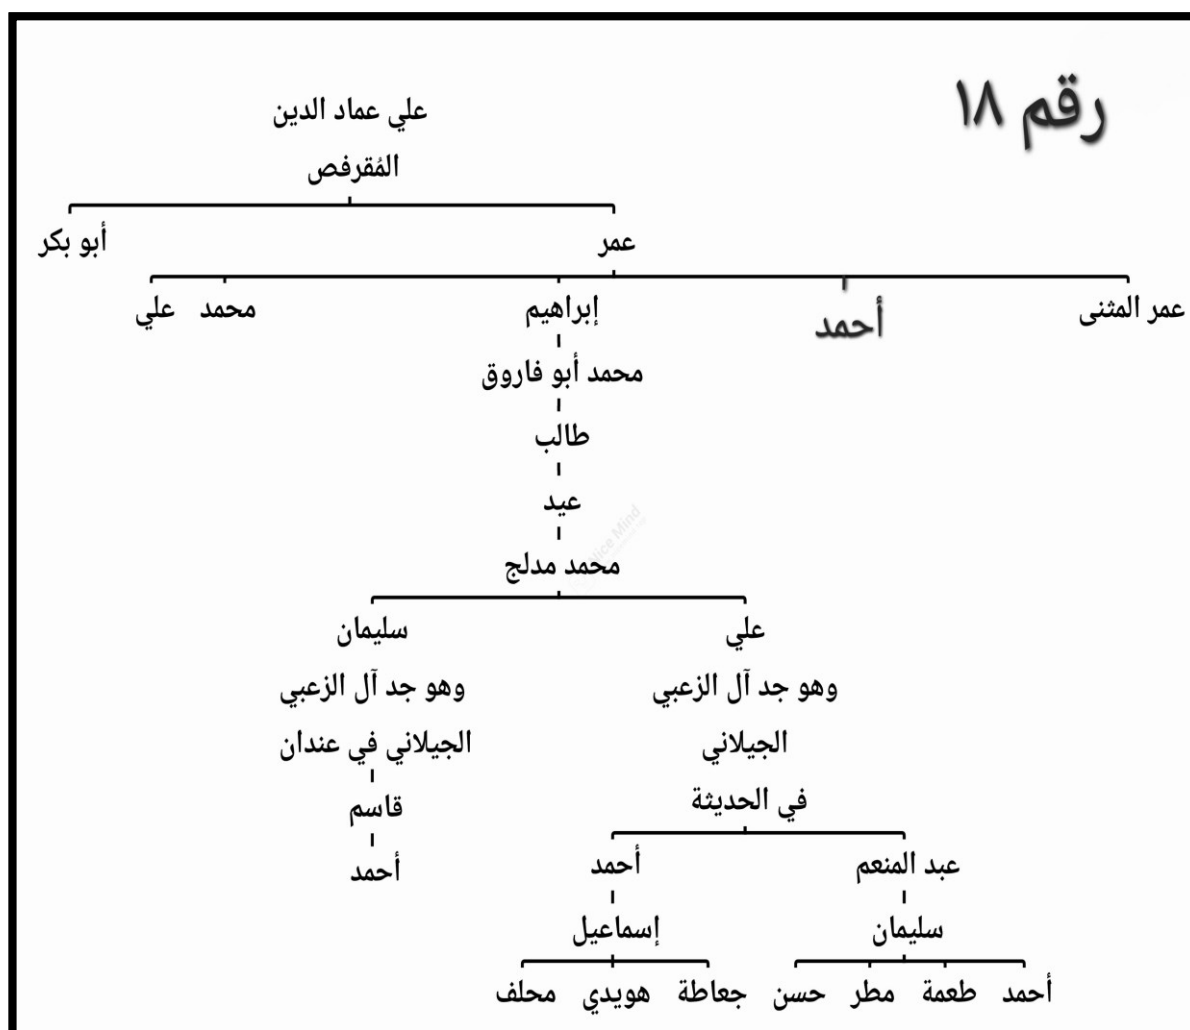 رقم ١٨
علي عماد الدين
المُقرفص
عمر
أبو بكر
عمر المثنى
أحمد
إبراهيم
محمد
علي
محمد أبو فاروق
طالب
عيد
محمد مدلج
علي
وهو جد آل الزعبي
الجيلاني
في الحديثة
سليمان
وهو جد آل الزعبي
الجيلاني في عندان
قاسم
أحمد
عبد المنعم
أحمد
سليمان
إسماعيل
أحمد
طعمة
مطر
حسن
جعاطة
هويدي
محلف
Nice Mind